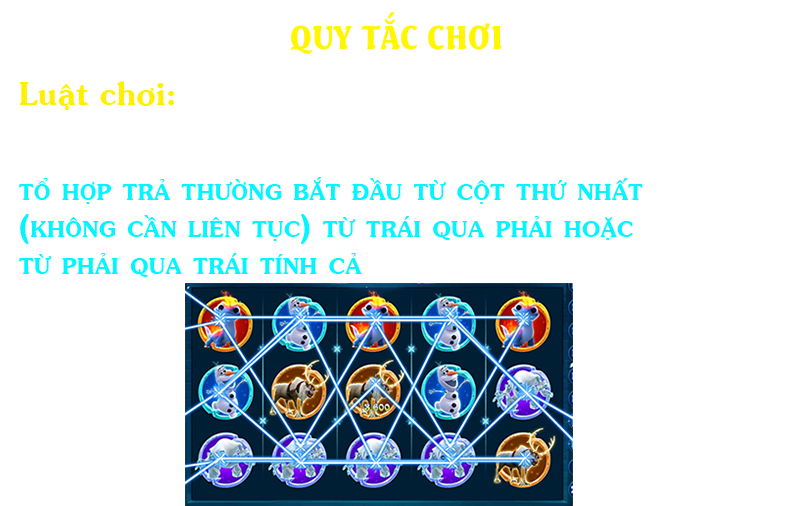 QUY TẮC CHƠI
Luật chơi:
TỔ HỢP TRẢ THƯỜNG BẮT ĐẦU TỪ CỘT THỨ NHẤT
(KHÔNG CẦN LIÊN TỤC) TỪ TRÁI QUA PHẢI HOẶC
TỪ PHẢI QUA TRÁI TÍNH CẢ